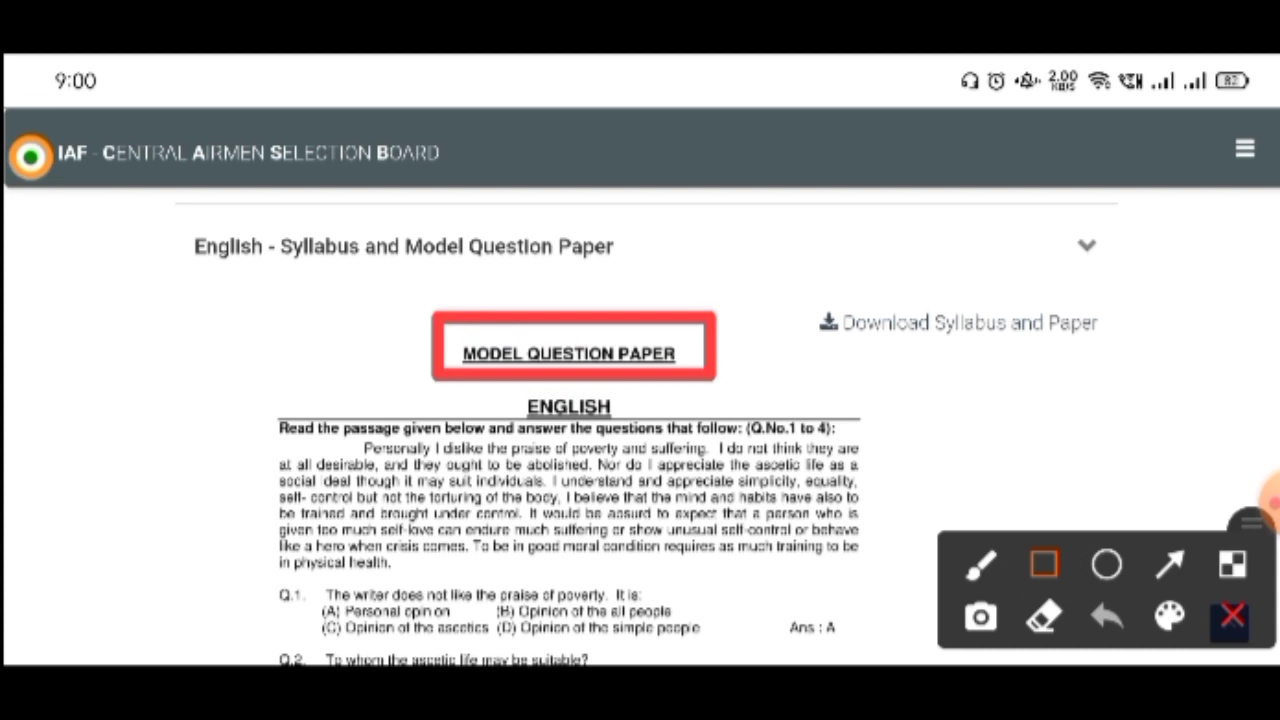 9:00
2.00
KB/S
82
IAF - CENTRAL AIRMEN SELECTION BOARD
English - Syllabus and Model Question Paper
Download Syllabus and Paper
MODEL QUESTION PAPER
ENGLISH
Read the passage given below and answer the questions that follow: (Q.No.1 to 4):
Personally I dislike the praise of poverty and suffering. I do not think they are
at all desirable, and they ought to be abolished. Nor do I appreciate the ascetic life as a
social ideal though it may suit individuals. I understand and appreciate simplicity, equality,
self- control but not the torturing of the body. I believe that the mind and habits have also to
be trained and brought under control. It would be absurd to expect that a person who is
given too much self-love can endure much suffering or show unusual self-control or behave
like a hero when crisis comes. To be in good moral condition requires as much training to be
in physical health.
Q.1. The writer does not like the praise of poverty. It is:
(A) Personal opinion (B) Opinion of the all people
(C) Opinion of the ascetics (D) Opinion of the simple people Ans : A
Q.2. To whom the ascetic life may be suitable?